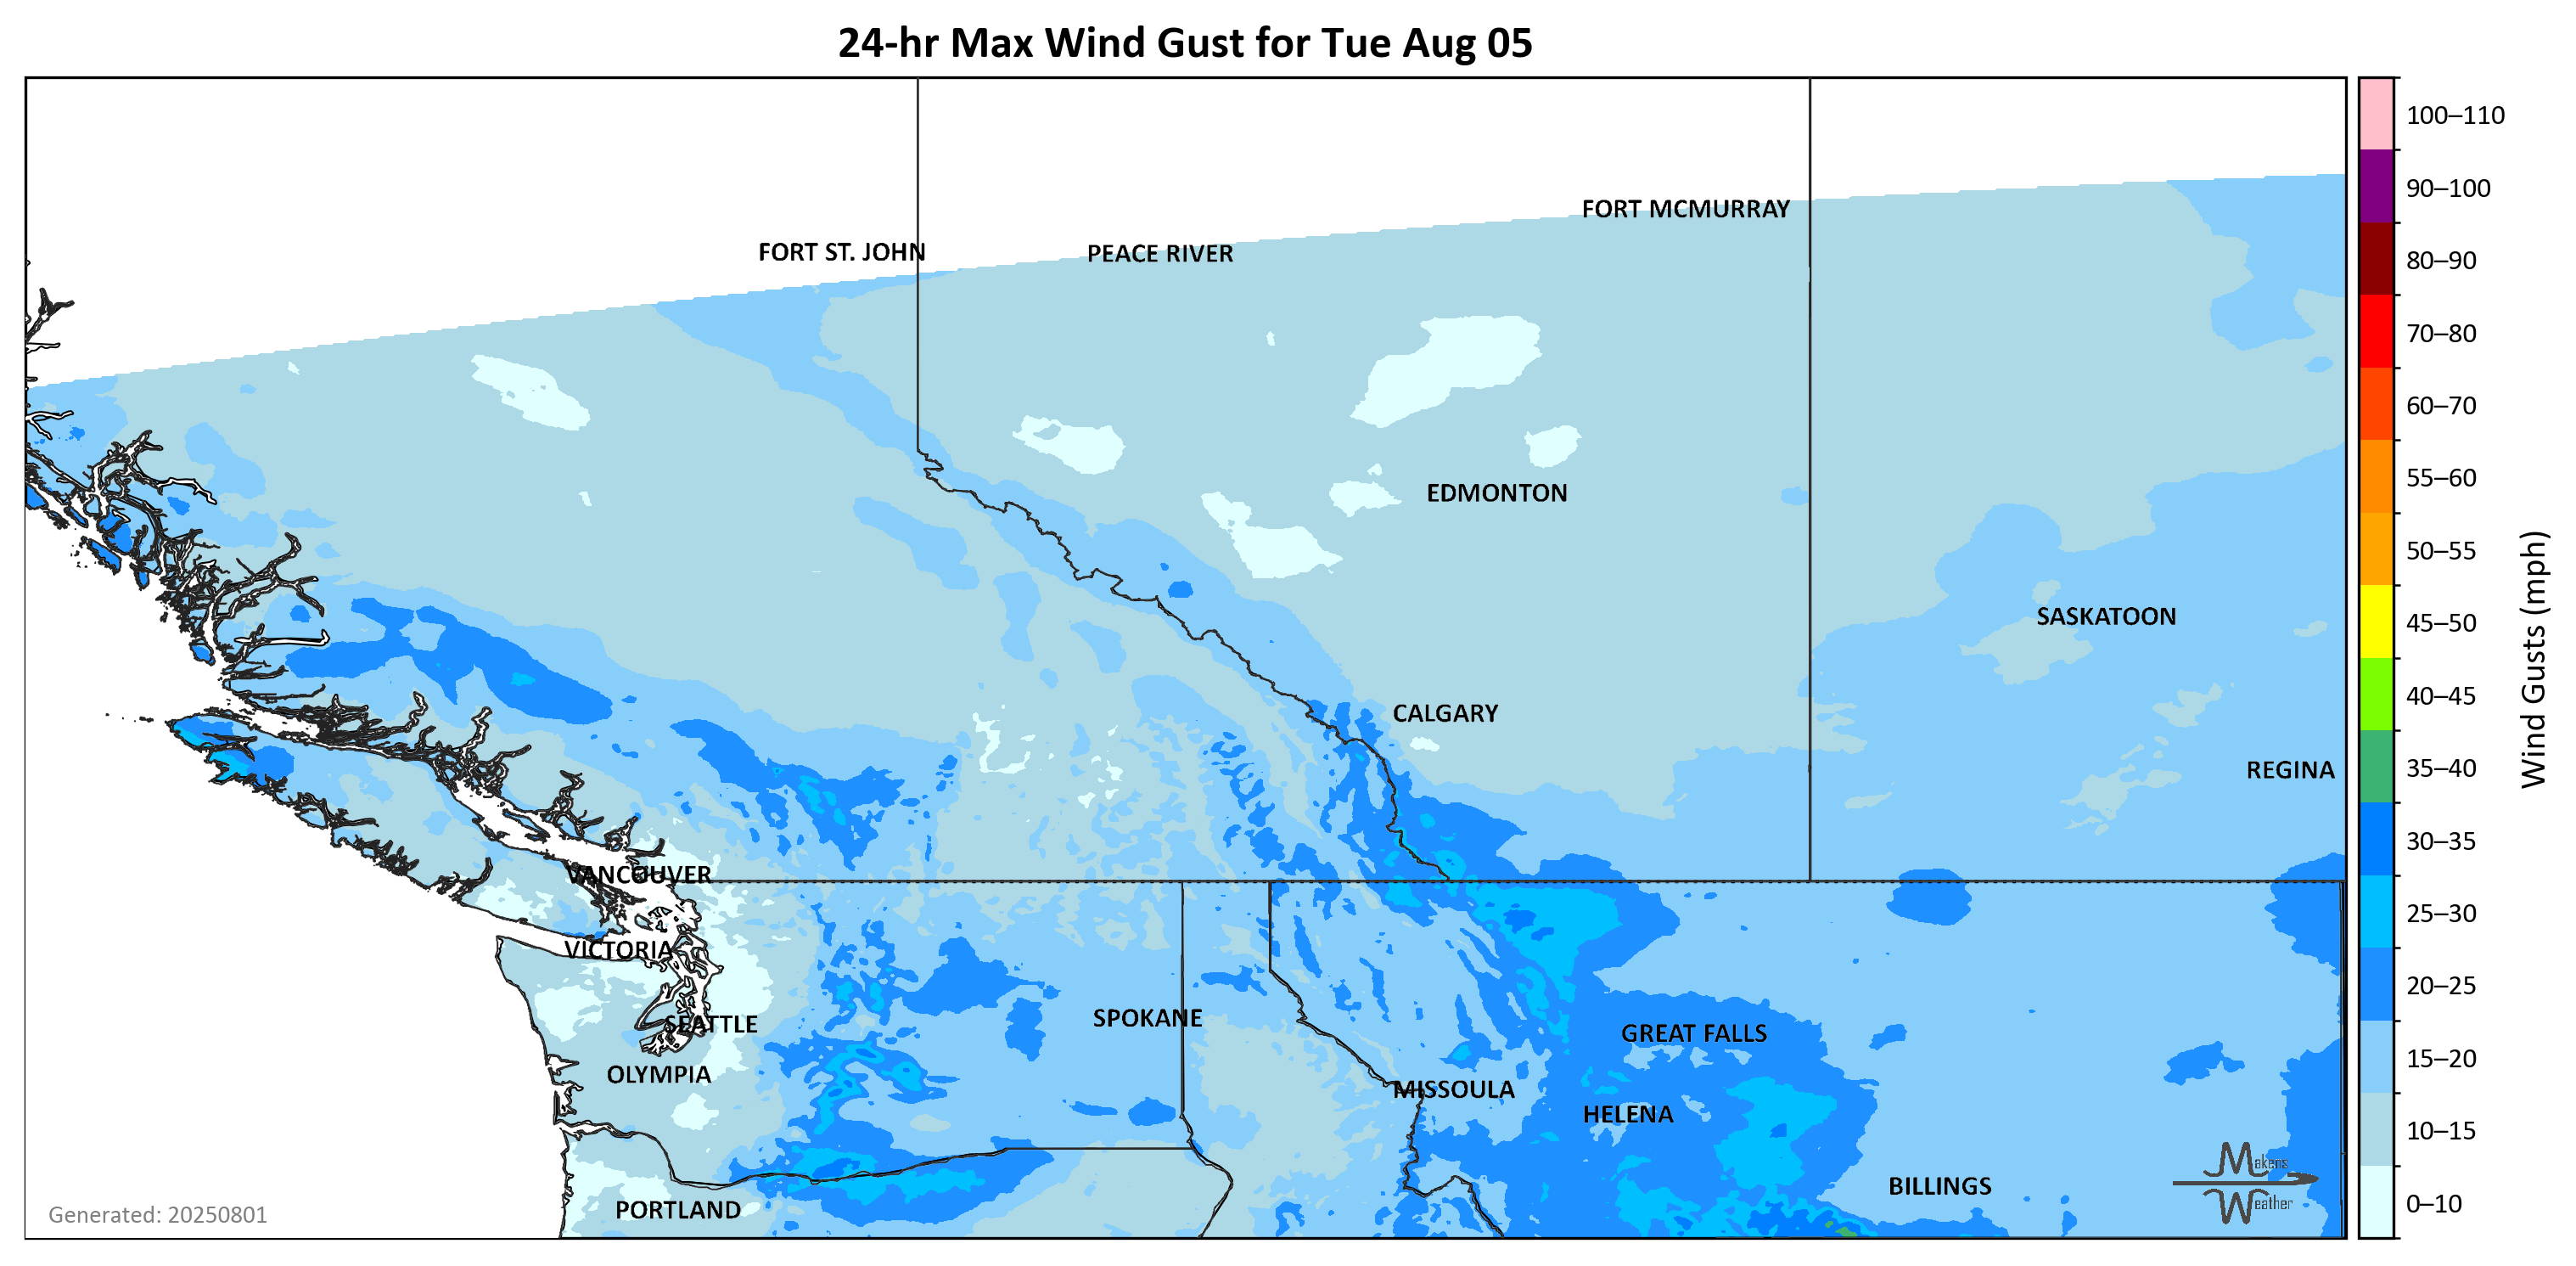 24-hr Max Wind Gust for Tue Aug 05
FORT MCMURRAY
FORT ST. JOHN
PEACE RIVER
EDMONTON
SASKATOON
CALGARY
REGINA
VANCOUVER
VICTORIA
SEATTLE
SPOKANE
GREAT FALLS
OLYMPIA
MISSOULA
HELENA
BILLINGS
PORTLAND
Makens
Weather
Generated: 20250801
100–110
90–100
80–90
70–80
60–70
55–60
50–55
45–50
40–45
35–40
30–35
25–30
20–25
15–20
10–15
0–10
Wind Gusts (mph)